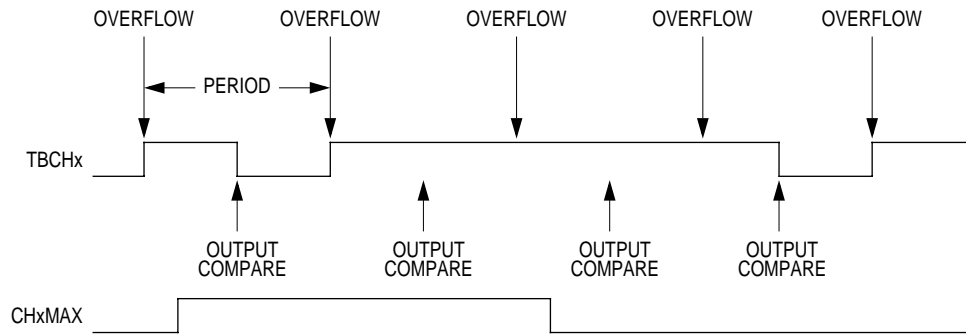 OVERFLOW OVERFLOW OVERFLOW OVERFLOW OVERFLOW
PERIOD
TBCHx
OUTPUT OUTPUT OUTPUT OUTPUT
COMPARE COMPARE COMPARE COMPARE
CHxMAX